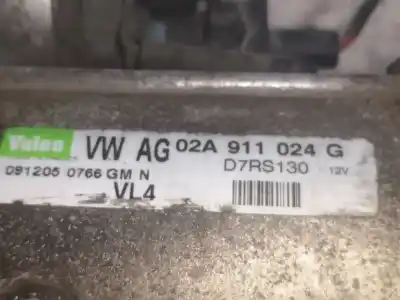 Valeo VW AG 02A 911 024 G
D7RS130 12V
091205 0766 GM N
VL4